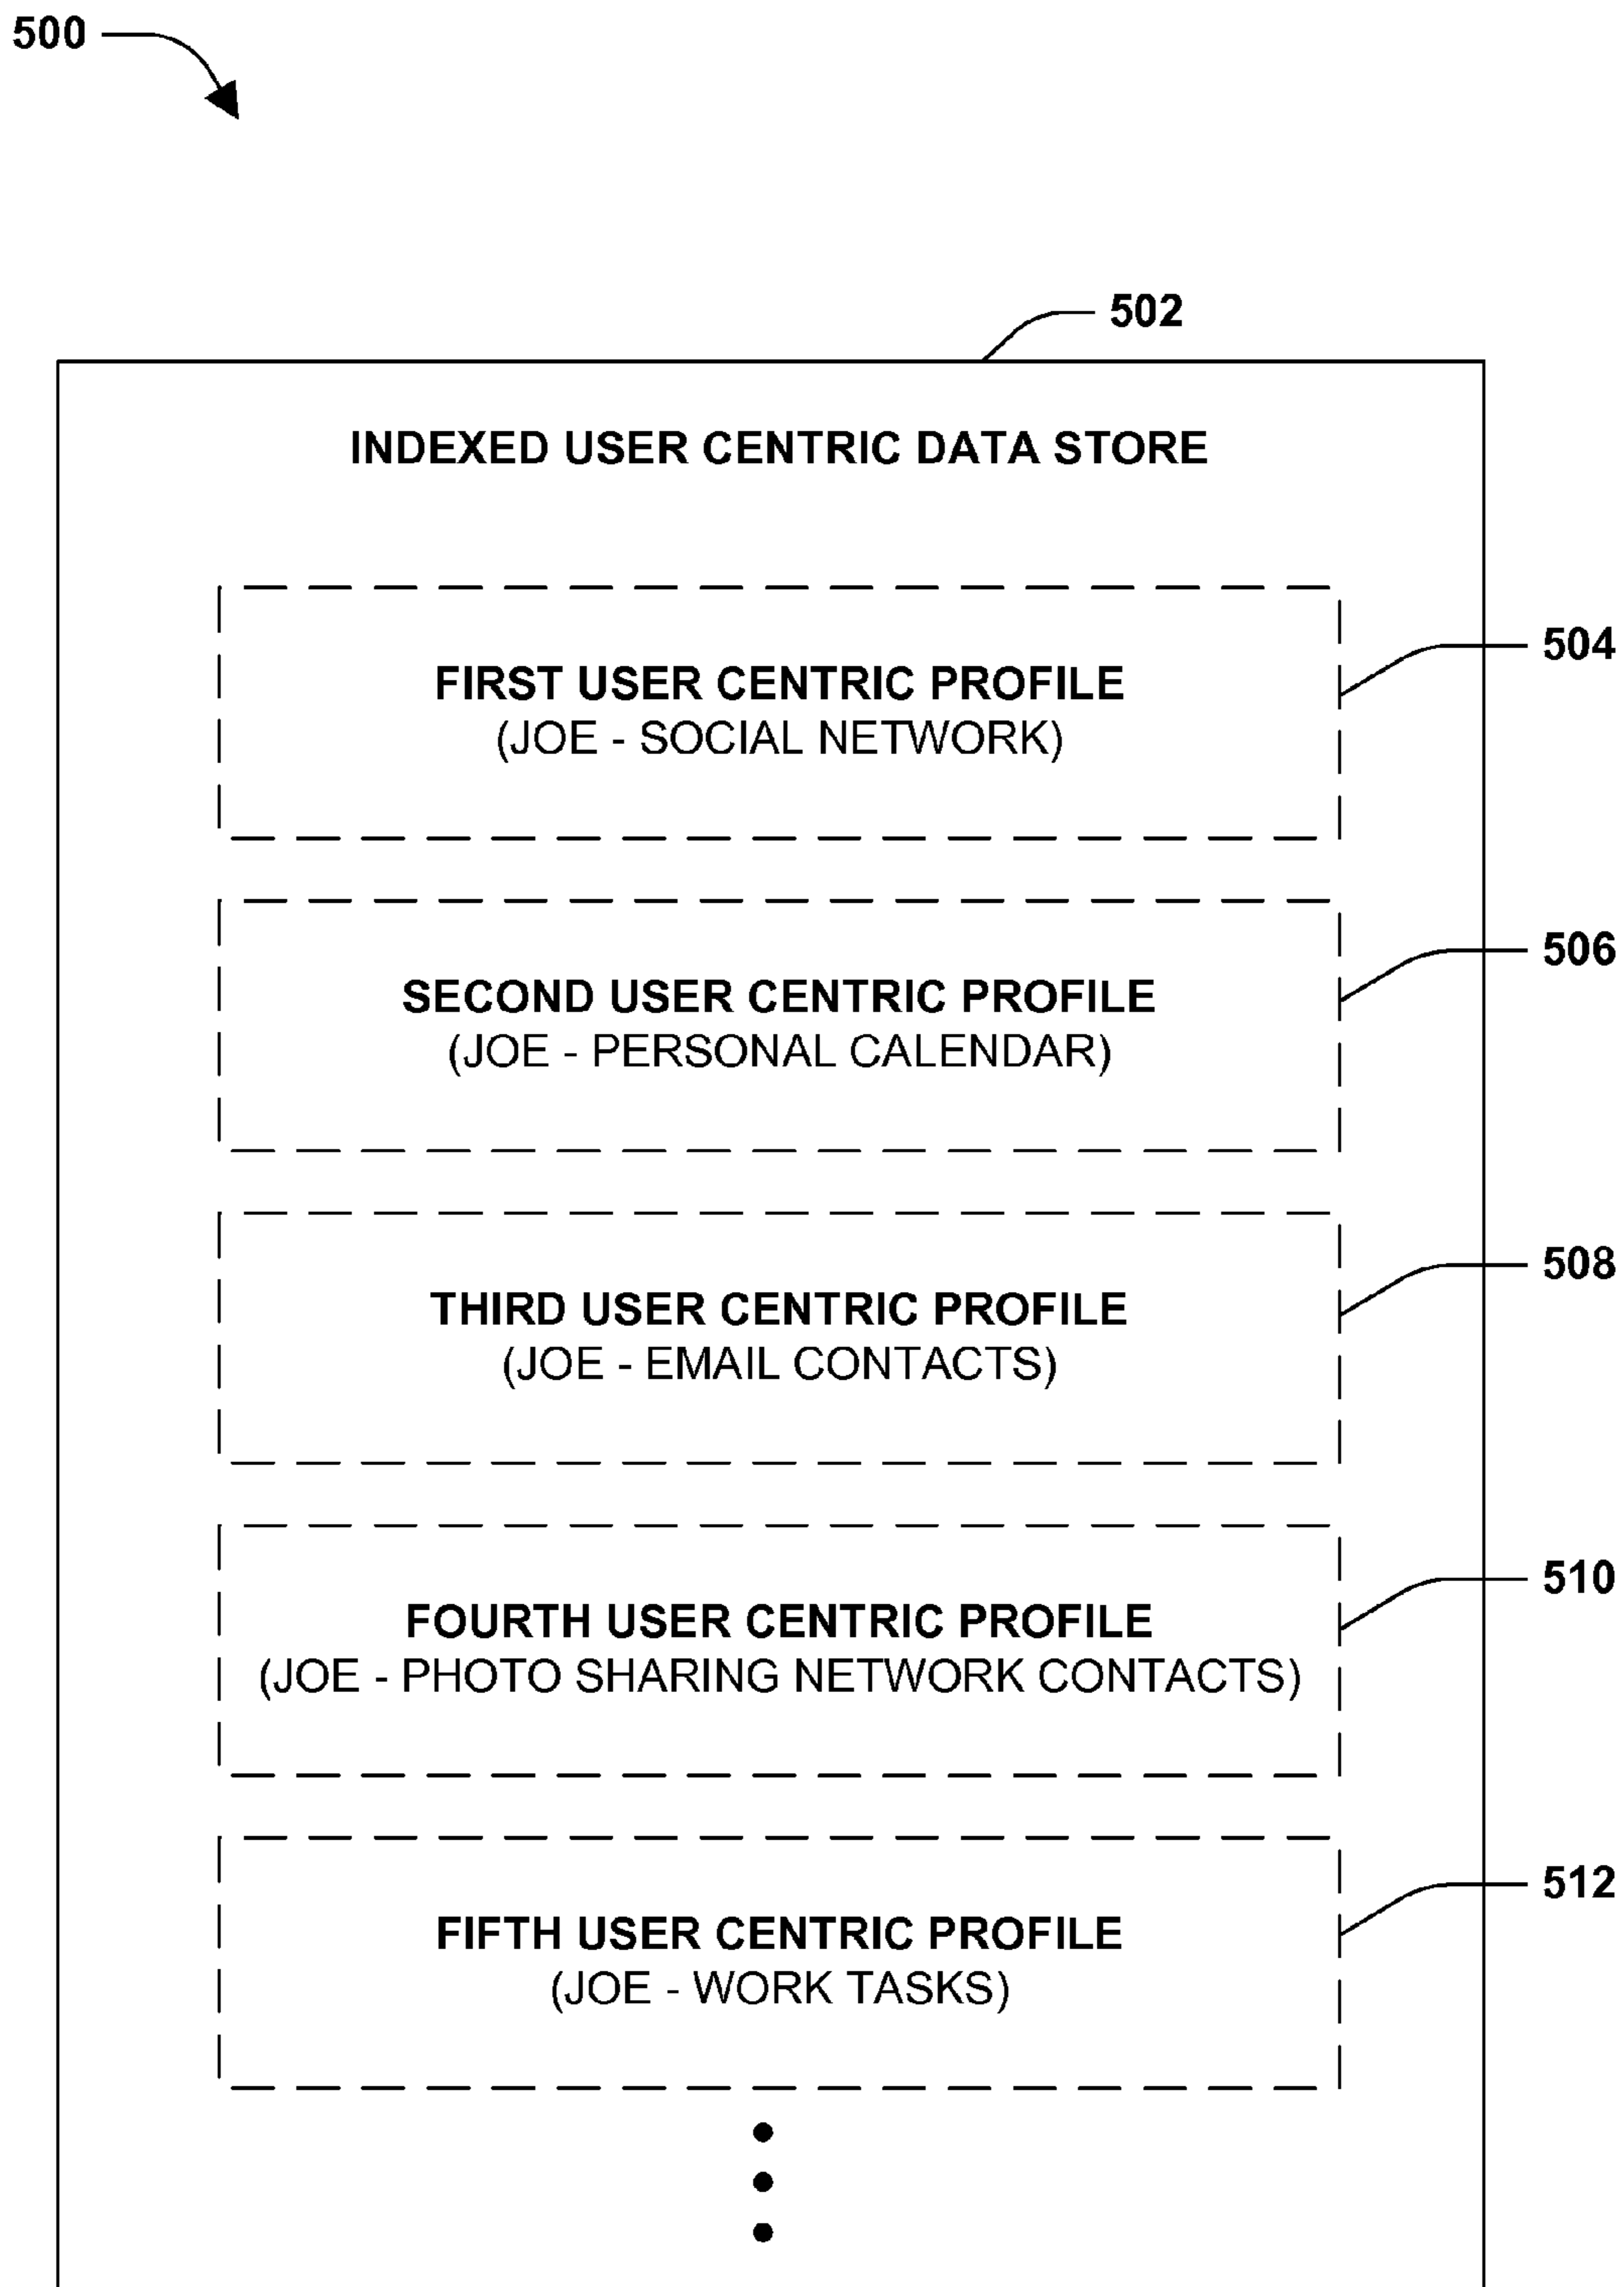 500
502
INDEXED USER CENTRIC DATA STORE
FIRST USER CENTRIC PROFILE
(JOE - SOCIAL NETWORK)
504
SECOND USER CENTRIC PROFILE
(JOE - PERSONAL CALENDAR)
506
THIRD USER CENTRIC PROFILE
(JOE - EMAIL CONTACTS)
508
FOURTH USER CENTRIC PROFILE
(JOE - PHOTO SHARING NETWORK CONTACTS)
510
FIFTH USER CENTRIC PROFILE
(JOE - WORK TASKS)
512